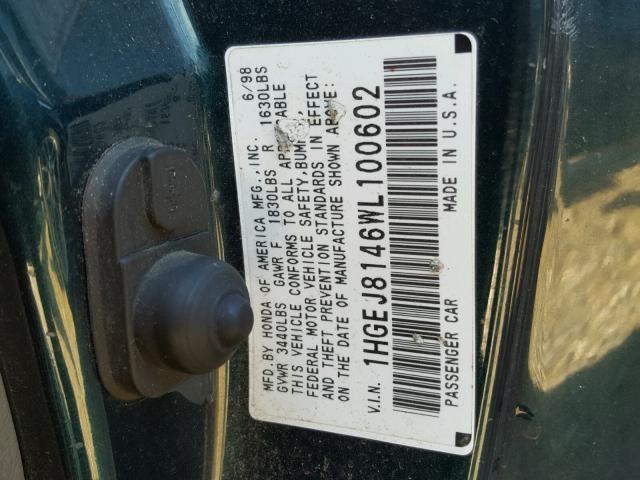 MFD.BY HONDA OF AMERICA MFG.,INC. 6/98
GVWR 3440LBS GAWR F 1830LBS R 1630LBS
THIS VEHICLE CONFORMS TO ALL APPLICABLE
FEDERAL MOTOR VEHICLE SAFETY,BUMPER,
AND THEFT PREVENTION STANDARDS IN EFFECT
ON THE DATE OF MANUFACTURE SHOWN ABOVE:
V.I.N. 1HGEJ8146WL100602
PASSENGER CAR MADE IN U.S.A.